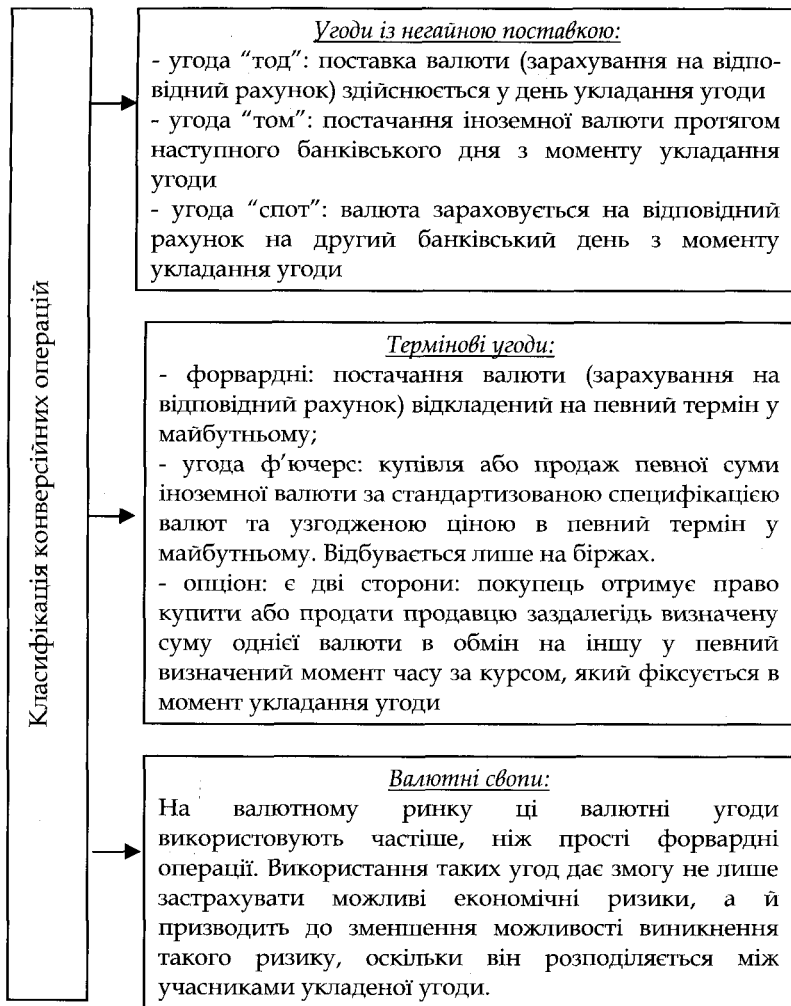 Класифікація конверсійних операцій
Угоди із негайною поставкою:
- угода “тод”: поставка валюти (зарахування на відпо-
відний рахунок) здійснюється у день укладання угоди
- угода “том”: постачання іноземної валюти протягом
наступного банківського дня з моменту укладання
угоди
- угода “спот”: валюта зараховується на відповідний
рахунок на другий банківський день з моменту
укладання угоди
Термінові угоди:
- форвардні: постачання валюти (зарахування на
відповідний рахунок) відкладений на певний термін у
майбутньому;
- угода ф’ючерс: купівля або продаж певної суми
іноземної валюти за стандартизованою специфікацією
валют та узгодженою ціною в певний термін у
майбутньому. Відбувається лише на біржах.
- опціон: є дві сторони: покупець отримує право
купити або продати продавцю заздалегідь визначену
суму однієї валюти в обмін на іншу у певний
визначений момент часу за курсом, який фіксується в
момент укладання угоди
Валютні свопи:
На валютному ринку ці валютні угоди
використовують частіше, ніж прості форвардні
операції. Використання таких угод дає змогу не лише
застрахувати можливі економічні ризики, а й
призводить до зменшення можливості виникнення
такого ризику, оскільки він розподіляється між
учасниками укладеної угоди.